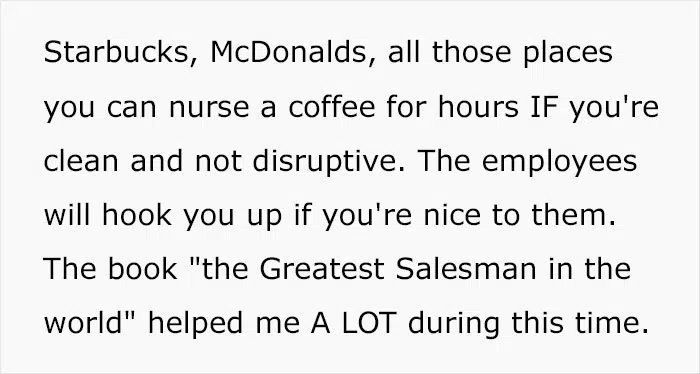 Starbucks, McDonalds, all those places
you can nurse a coffee for hours IF you're
clean and not disruptive. The employees
will hook you up if you're nice to them.
The book "the Greatest Salesman in the
world" helped me A LOT during this time.